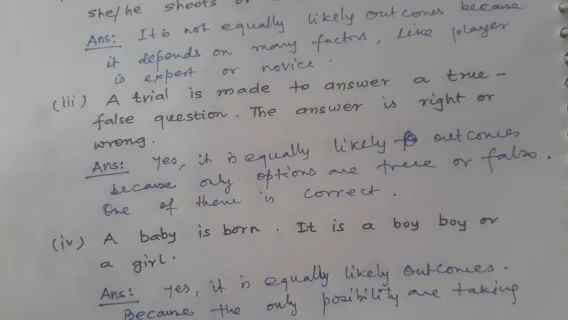 she/he shoots or
Ans: It is not equally likely outcomes because
it depends on many factors, like player
is expert or novice.
(iii) A trial is made to answer a true-
false question. The answer is right or
wrong.
Ans: Yes, it is equally likely outcomes
because only options are true or false.
One of them is correct.
(iv) A baby is born. It is a boy boy or
a girl.
Ans: Yes, it is equally likely outcomes.
Because the only posibility are taking